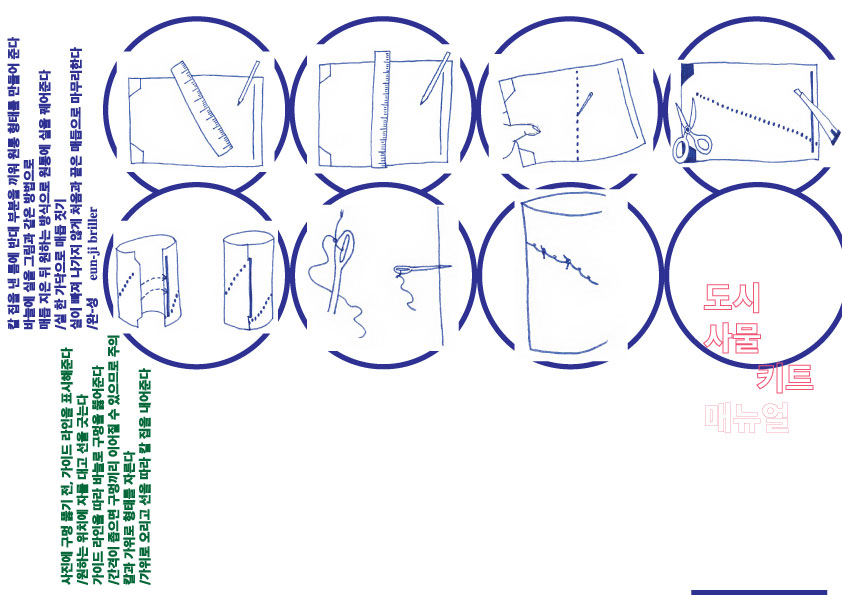 사진에 구멍 뚫기 전, 가이드 라인을 표시해준다
/원하는 위치에 자를 대고 선을 긋는다
가이드 라인을 따라 바늘로 구멍을 뚫어준다
/간격이 좁으면 구멍끼리 이어질 수 있으므로 주의
칼과 가위로 형태를 자른다
/가위로 오리고 선을 따라 칼 집을 내어준다
칼 집을 낸 틈에 반대 부분을 끼워 원통 형태를 만들어 준다
바늘에 실을 그림과 같은 방법으로
매듭 지은 뒤 원하는 방식으로 원통에 실을 꿰어준다
/실 한 가닥으로 매듭 짓기
실이 빠져 나가지 않게 처음과 끝은 매듭으로 마무리한다
/완-성 eun-ji briller
도시
사물
키트
매뉴얼